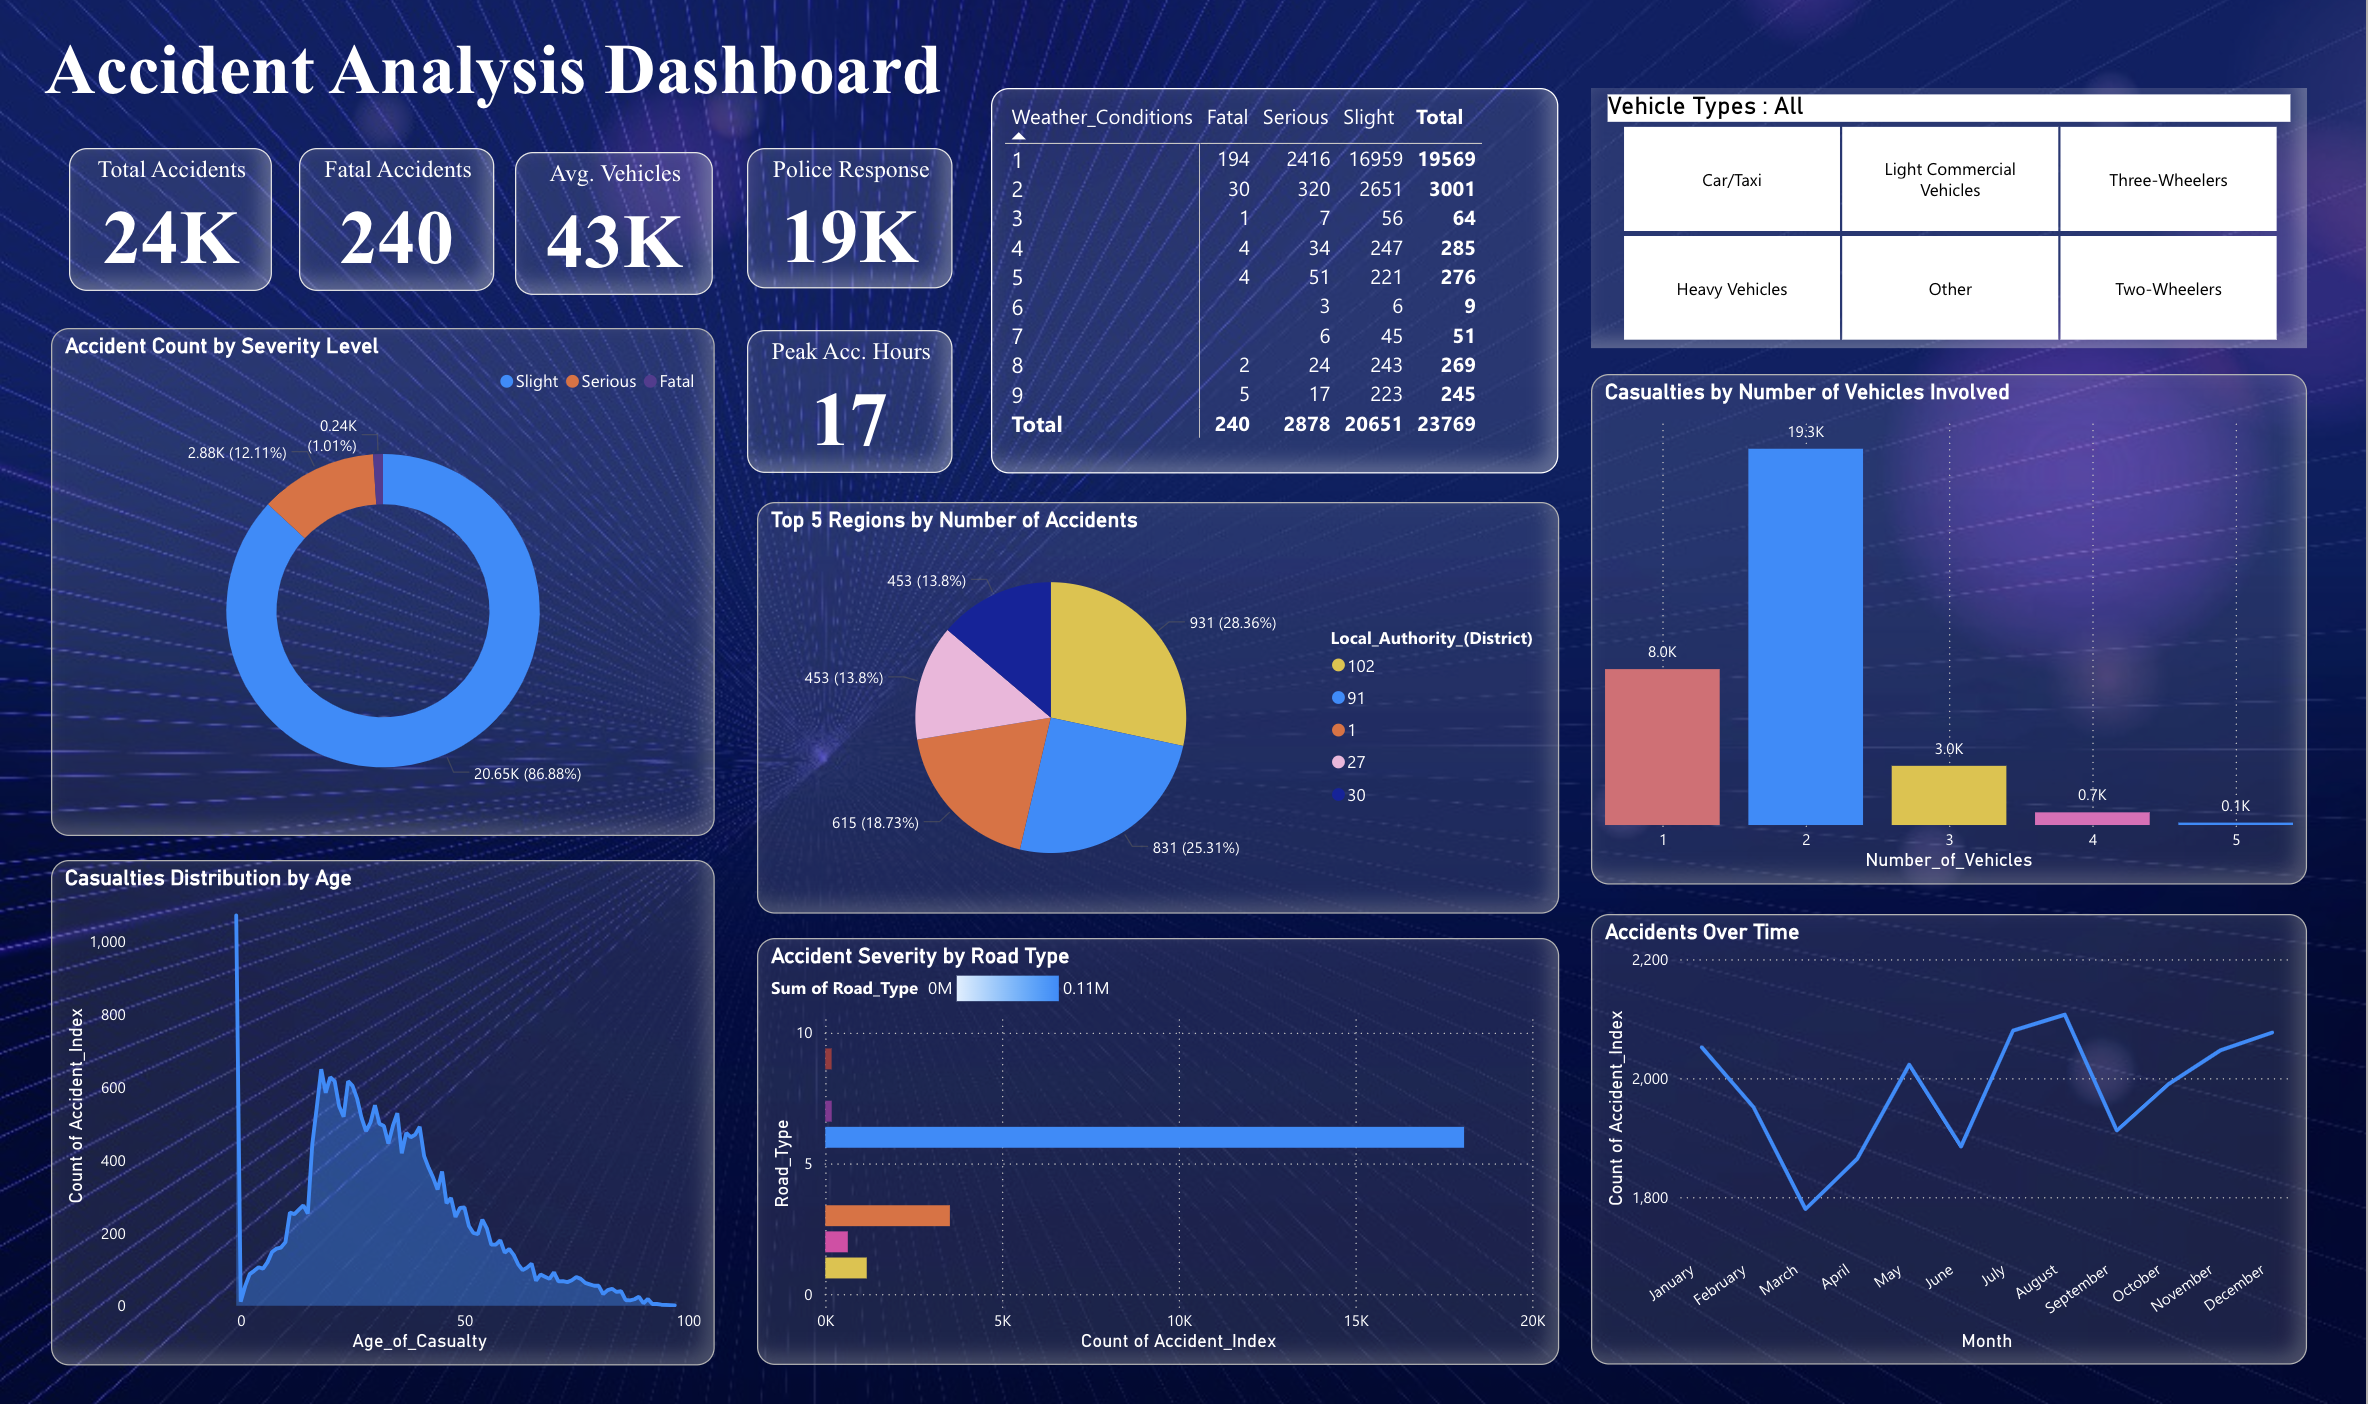 Accident Analysis Dashboard
Total Accidents
24K
Fatal Accidents
240
Avg. Vehicles
43K
Police Response
19K
Peak Acc. Hours
17
Weather_Conditions Fatal Serious Slight Total
1 194 2416 16959 19569
2 30 320 2651 3001
3 1 7 56 64
4 4 34 247 285
5 4 51 221 276
6 3 6 9
7 6 45 51
8 2 24 243 269
9 5 17 223 245
Total 240 2878 20651 23769
Vehicle Types : All
Car/Taxi
Light Commercial
Vehicles
Three-Wheelers
Heavy Vehicles
Other
Two-Wheelers
Accident Count by Severity Level
Slight Serious Fatal
0.24K
(1.01%)
2.88K (12.11%)
20.65K (86.88%)
Top 5 Regions by Number of Accidents
453 (13.8%)
931 (28.36%)
453 (13.8%)
615 (18.73%)
831 (25.31%)
Local_Authority_(District)
102
91
1
27
30
Casualties by Number of Vehicles Involved
19.3K
8.0K
3.0K
0.7K
0.1K
1 2 3 4 5
Number_of_Vehicles
Casualties Distribution by Age
Count of Accident_Index
1,000
800
600
400
200
0
0 50 100
Age_of_Casualty
Accident Severity by Road Type
Sum of Road_Type 0M 0.11M
Road_Type
10
5
0
0K 5K 10K 15K 20K
Count of Accident_Index
Accidents Over Time
Count of Accident_Index
2,200
2,000
1,800
January February March April May June July August September October November December
Month